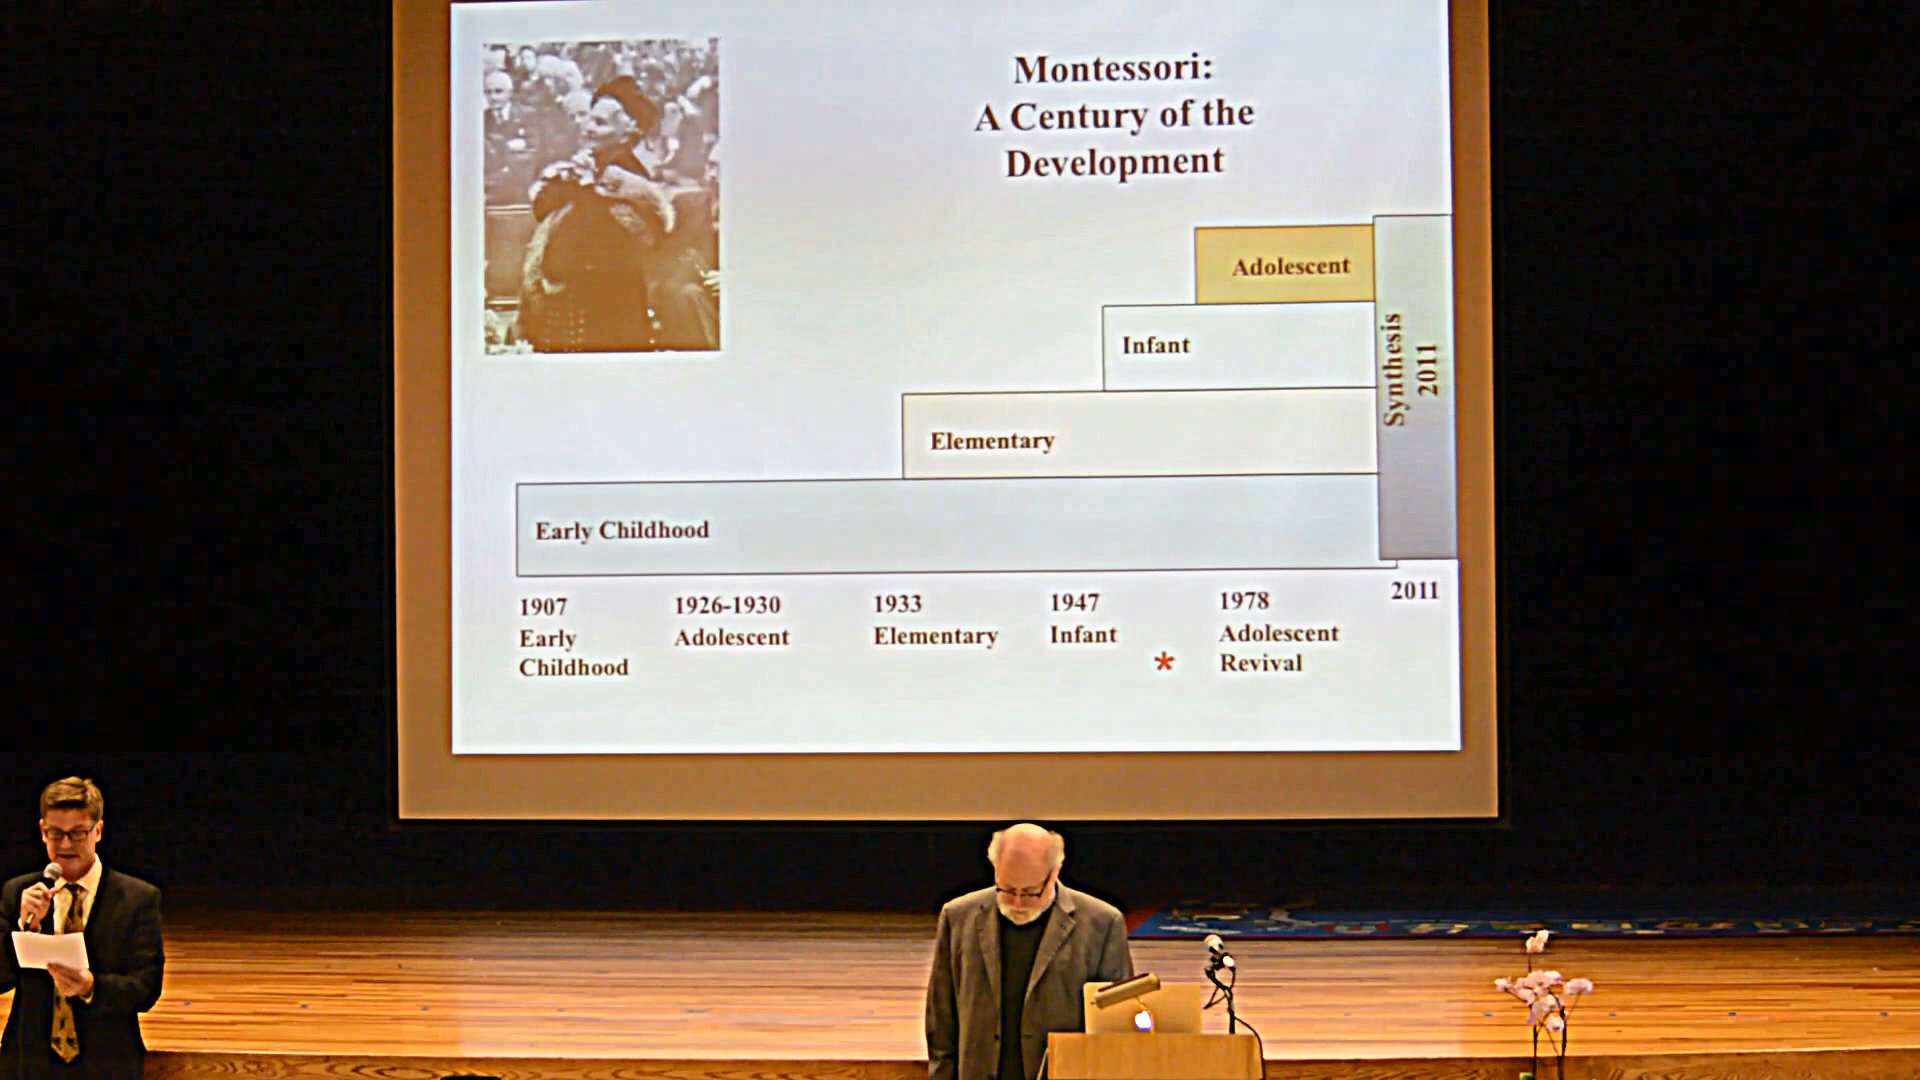 Montessori:
A Century of the
Development
Adolescent
Infant
Synthesis
2011
Elementary
Early Childhood
1907
Early
Childhood
1926-1930
Adolescent
1933
Elementary
1947
Infant
*
1978
Adolescent
Revival
2011